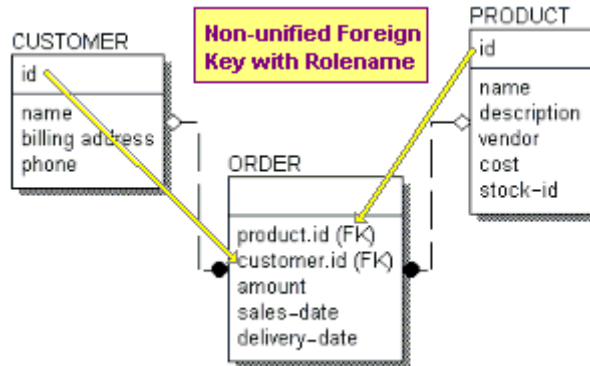 CUSTOMER
id
name
billing address
phone
Non-unified Foreign
Key with Rolename
PRODUCT
id
name
description
vendor
cost
stock-id
ORDER
product.id (FK)
customer.id (FK)
amount
sales-date
delivery-date